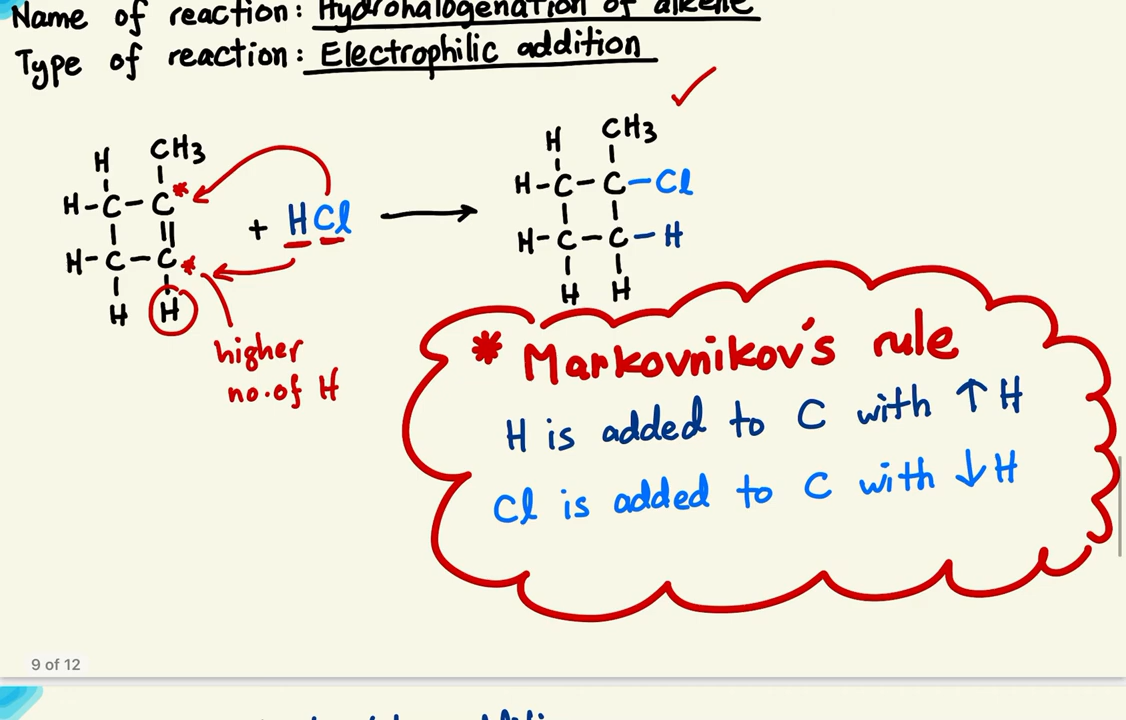 Name of reaction: Hydrohalogenation of alkene
Type of reaction: Electrophilic addition
H CH3
H-C-C*
H-C-C*
H H
+ HCl
higher
no. of H
H CH3
H-C-C-Cl
H-C-C-H
H H
* Markovnikov's rule
H is added to C with ↑ H
Cl is added to C with ↓ H
9 of 12